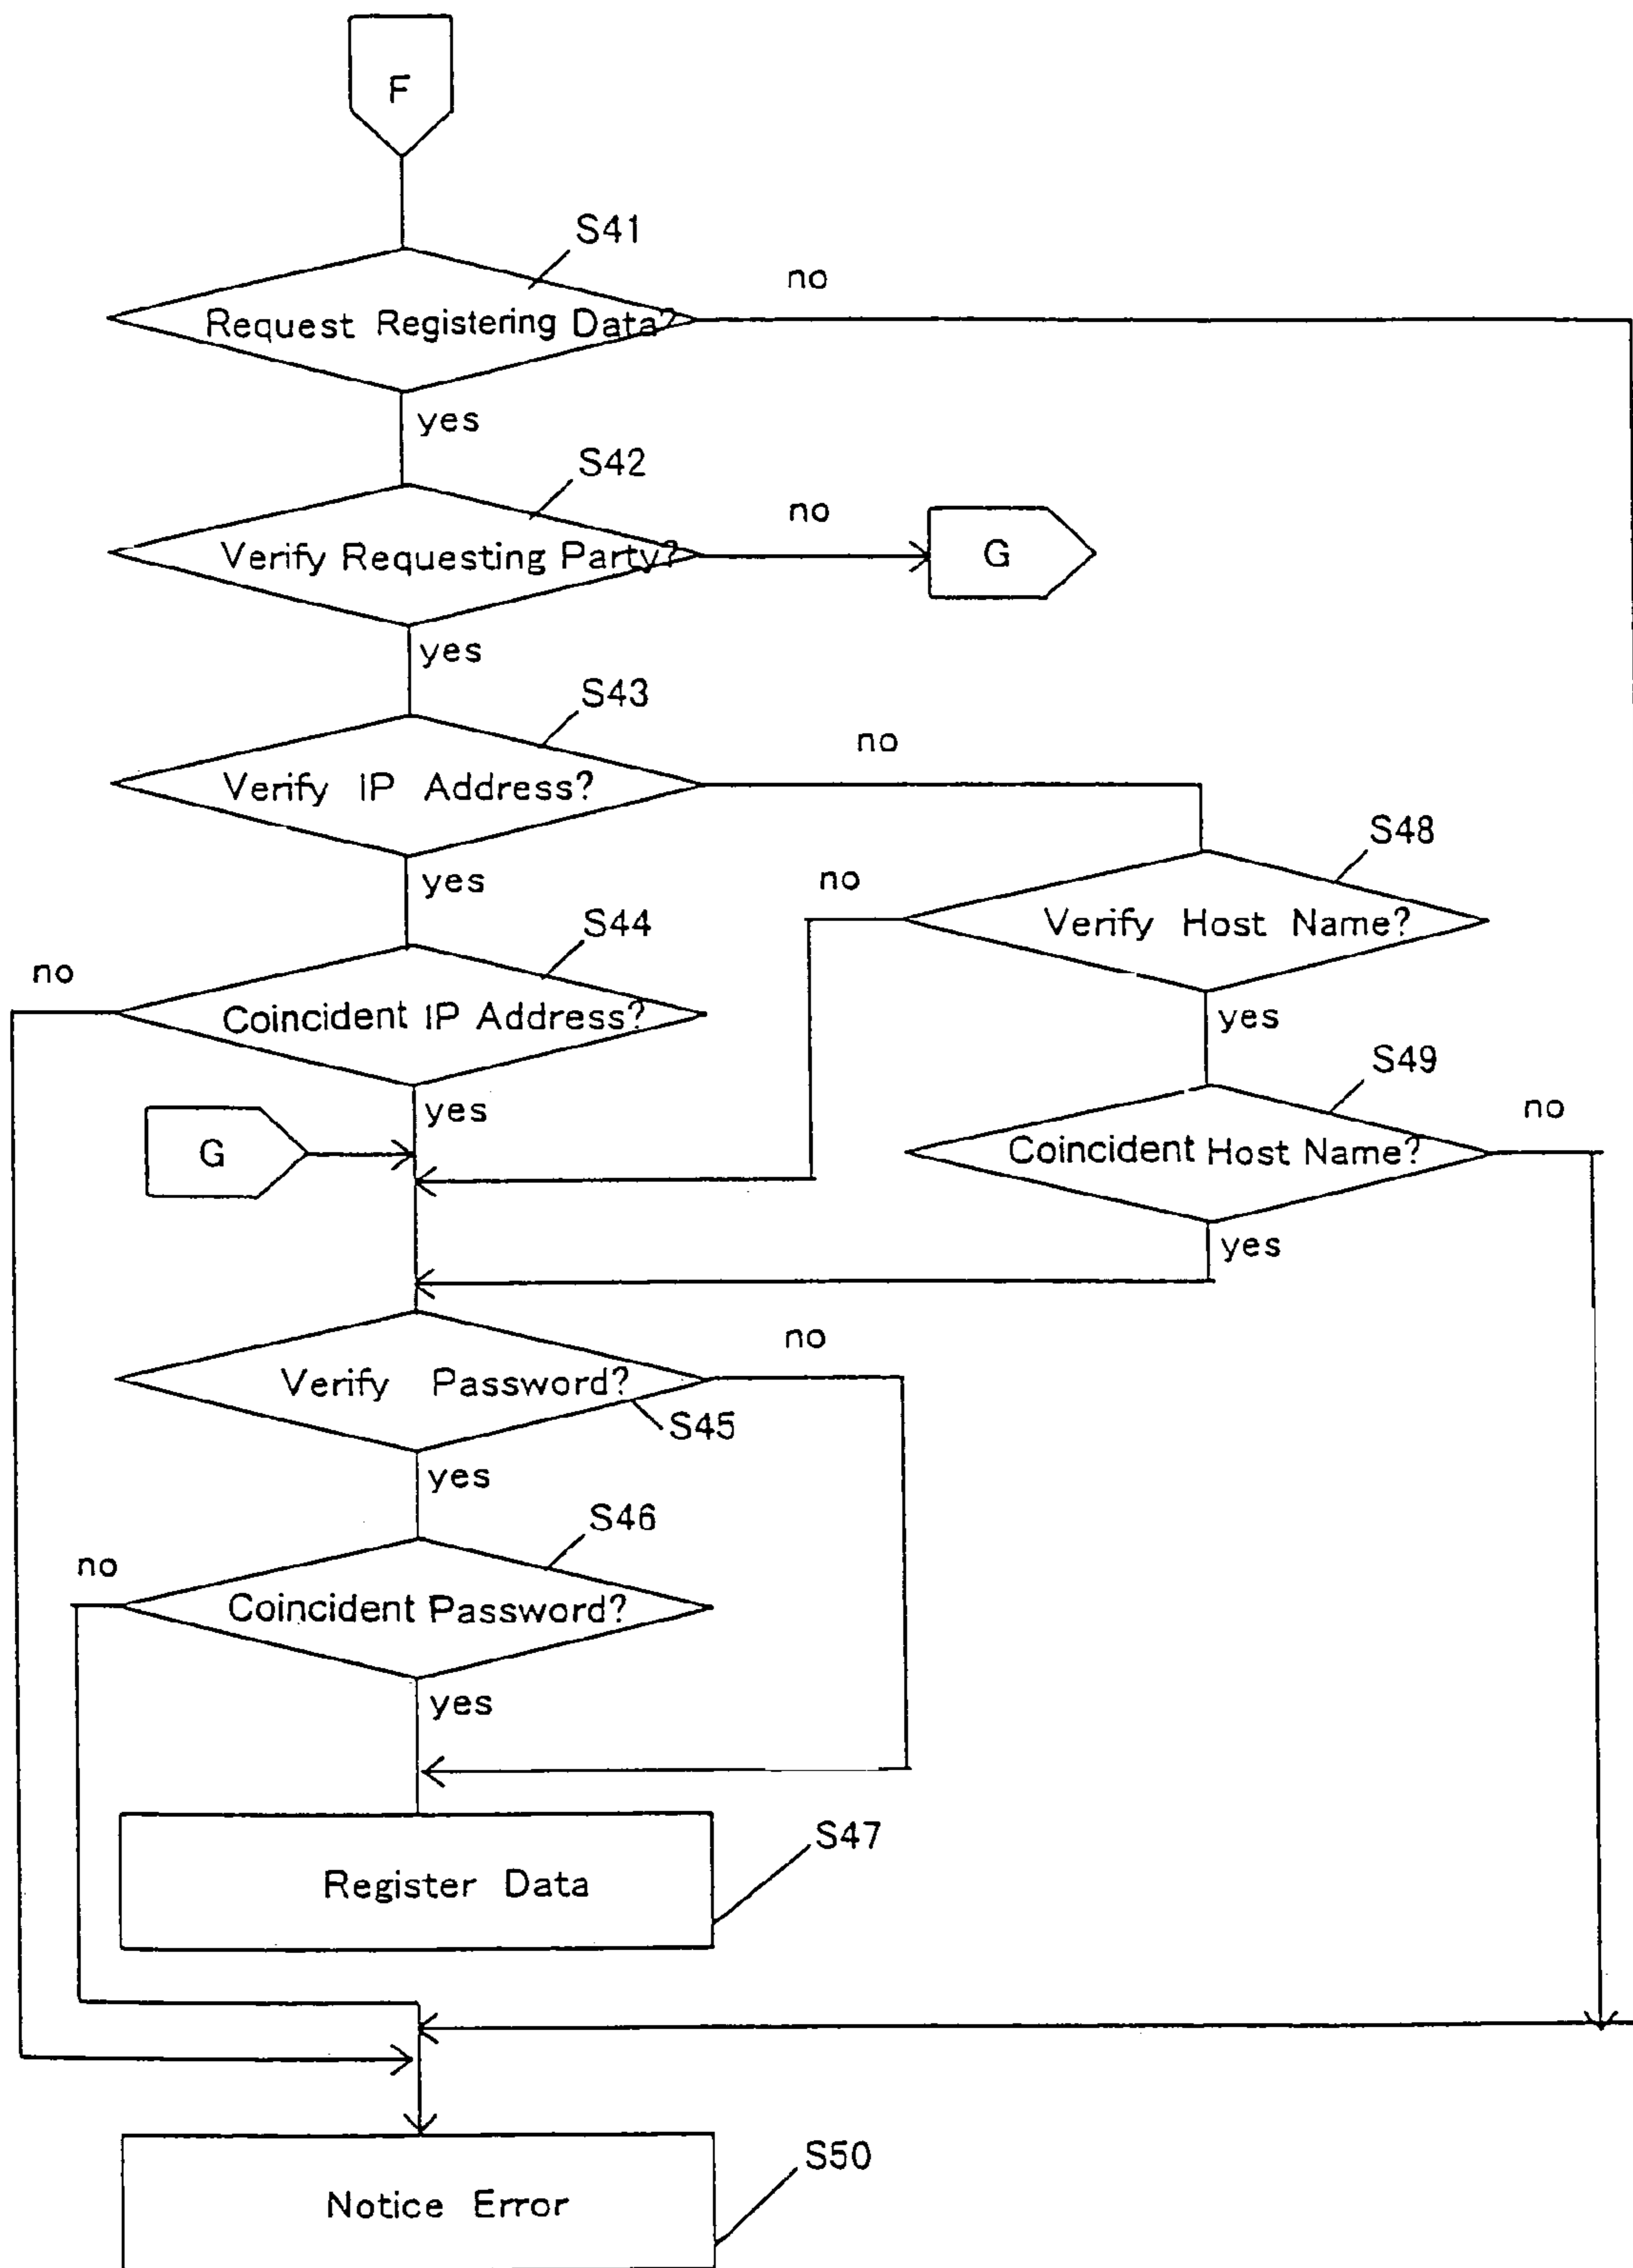 F
S41
no
Request Registering Data?
yes
S42
no
Verify Requesting Party?
G
yes
S43
no
Verify IP Address?
S48
yes
no
Verify Host Name?
S44
no
Coincident IP Address?
yes
S49
yes
no
G
Coincident Host Name?
yes
no
Verify Password?
S45
yes
S46
no
Coincident Password?
yes
S47
Register Data
S50
Notice Error